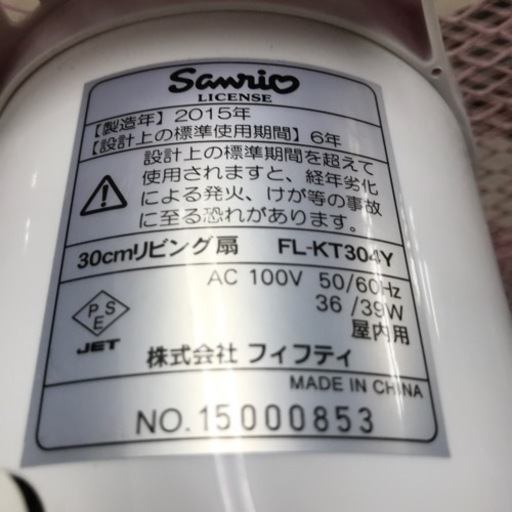 Sanrio
LICENSE
【製造年】2015年
【設計上の標準使用期間】6年
設計上の標準期間を超えて
使用されますと、経年劣化
による発火、けが等の事故
に至る恐れがあります。
30cmリビング扇 FL-KT304Y
AC 100V 50/60Hz
36/39W
屋内用
PSE
JET
株式会社 フィフティ
MADE IN CHINA
NO.15000853